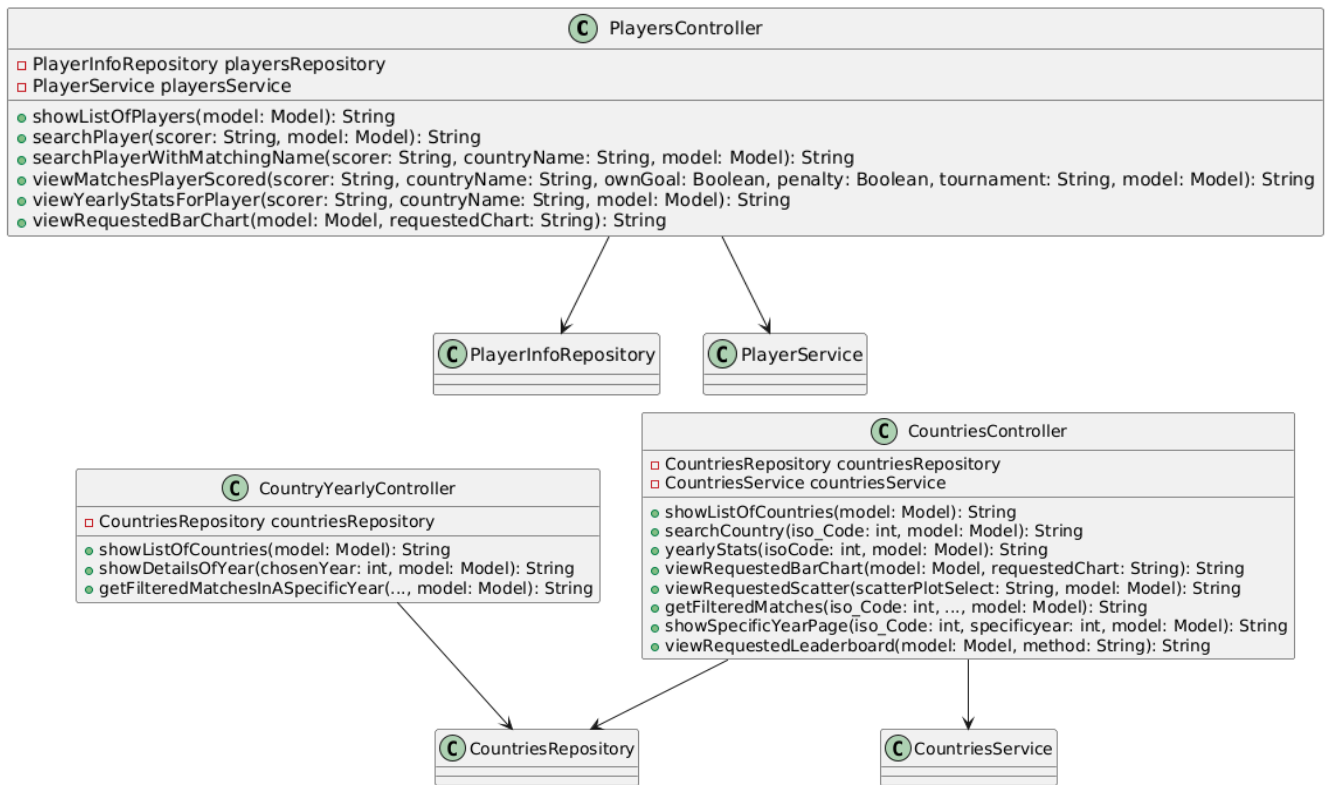 C PlayersController
PlayerInfoRepository playersRepository
PlayerService playersService
showListOfPlayers(model: Model): String
searchPlayer(scorer: String, model: Model): String
searchPlayerWithMatchingName(scorer: String, countryName: String, model: Model): String
viewMatchesPlayerScored(scorer: String, countryName: String, ownGoal: Boolean, penalty: Boolean, tournament: String, model: Model): String
viewYearlyStatsForPlayer(scorer: String, countryName: String, model: Model): String
viewRequestedBarChart(model: Model, requestedChart: String): String
C PlayerInfoRepository
C PlayerService
C CountriesController
CountriesRepository countriesRepository
CountriesService countriesService
showListOfCountries(model: Model): String
searchCountry(iso_Code: int, model: Model): String
yearlyStats(isoCode: int, model: Model): String
viewRequestedBarChart(model: Model, requestedChart: String): String
viewRequestedScatter(scatterPlotSelect: String, model: Model): String
getFilteredMatches(iso_Code: int, ..., model: Model): String
showSpecificYearPage(iso_Code: int, specificyear: int, model: Model): String
viewRequestedLeaderboard(model: Model, method: String): String
C CountryYearlyController
CountriesRepository countriesRepository
showListOfCountries(model: Model): String
showDetailsOfYear(chosenYear: int, model: Model): String
getFilteredMatchesInASpecificYear(..., model: Model): String
C CountriesRepository
C CountriesService